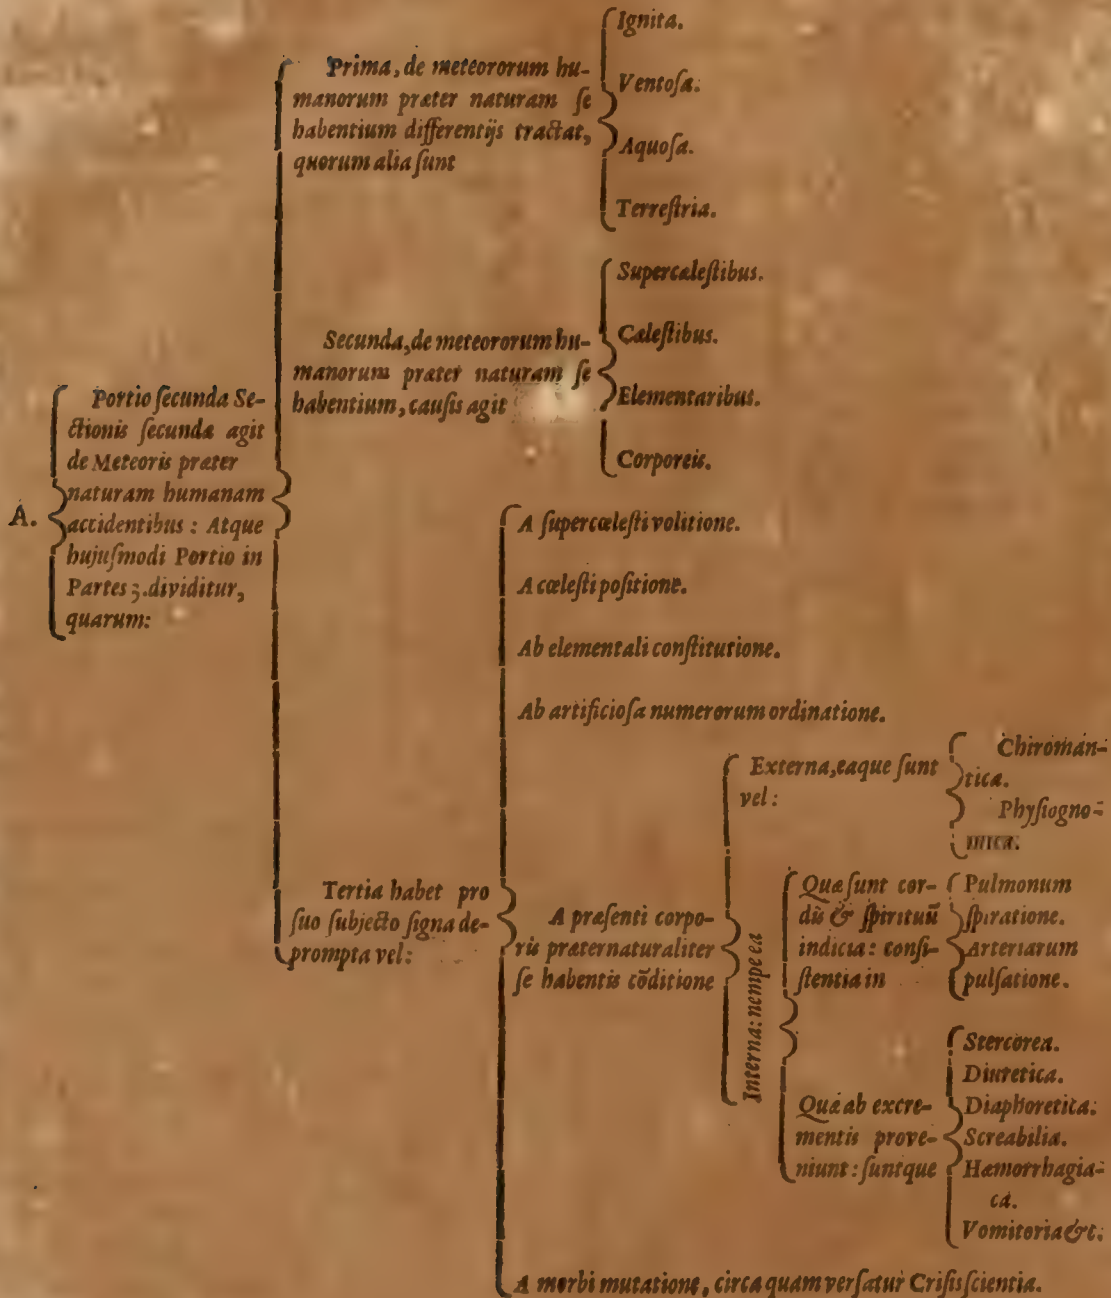 A.
Portio ſecunda Se-
ctionis ſecundæ agit
de Meteoris præter
naturam humanam
accidentibus : Atque
hujuſmodi Portio in
Partes 3. dividitur,
quarum:
Prima, de meteororum hu-
manorum præter naturam ſe
habentium differentijs tractat,
quorum alia ſunt
Ignita.
Ventoſa.
Aquoſa.
Terreſtria.
Secunda, de meteororum hu-
manorum præter naturam ſe
habentium, cauſis agit
Supercæleſtibus.
Cæleſtibus.
Elementaribus.
Corporeis.
Tertia habet pro
ſuo ſubjecto ſigna de-
prompta vel:
A ſupercœleſti volitione.
A cœleſti poſitione.
Ab elementali conſtitutione.
Ab artificioſa numerorum ordinatione.
A præſenti corpo-
ris præternaturaliter
ſe habentis cōditione
Externa, eaque ſunt
vel:
Chiromán-
tica.
Phyſiogno-
mica.
Interna: nempe ea
Quæ ſunt cor-
dis & ſpirituū
indicia: conſi-
ſtentia in
Pulmonum
ſpiratione.
Arteriarum
pulſatione.
Quæ ab excre-
mentis prove-
niunt: ſuntque
Stercorea.
Diuretica.
Diaphoretica.
Screabilia.
Hæmorrhagia-
ca.
Vomitoria &c.
A morbi mutatione, circa quam verſatur Criſis ſcientia.